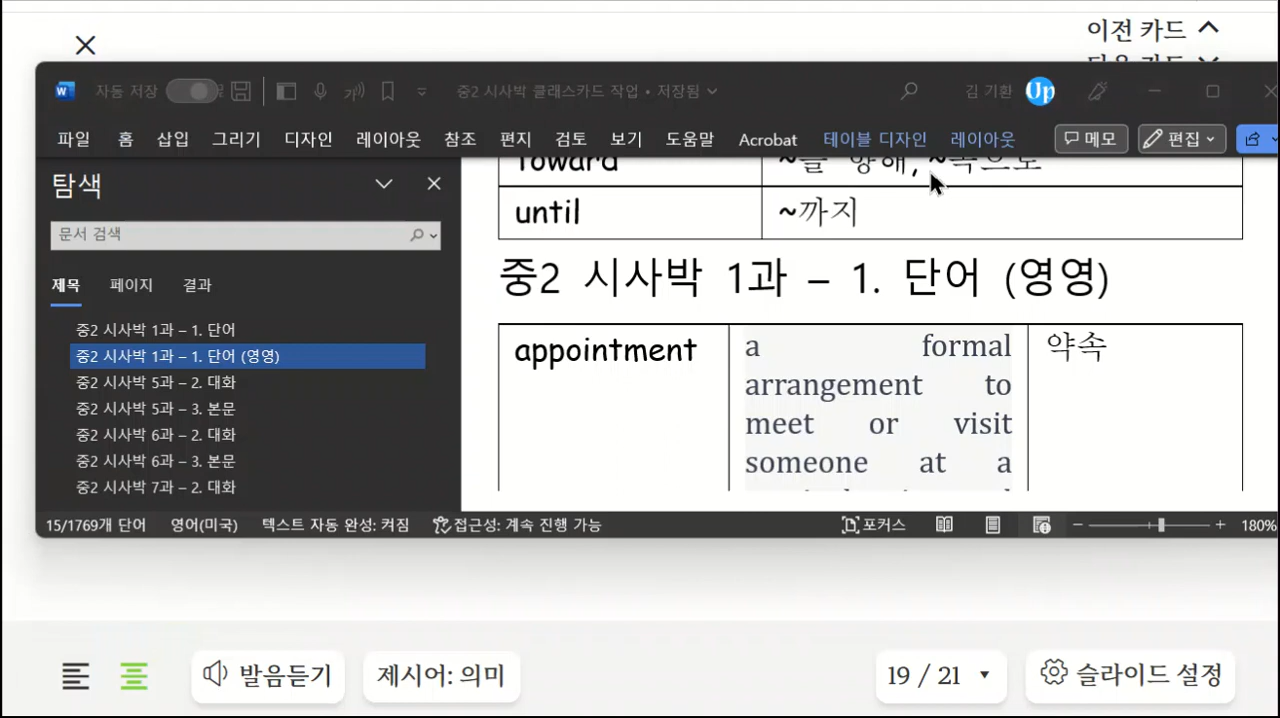 이전 카드
자동 저장
중2 시사박 클래스카드 작업 • 저장됨
김 기환
Up
파일 홈 삽입 그리기 디자인 레이아웃 참조 편지 검토 보기 도움말 Acrobat 테이블 디자인 레이아웃 메모 편집
탐색
Toward ~를 향해, ~쪽으로
문서 검색
until ~까지
제목 페이지 결과
중2 시사박 1과 – 1. 단어 (영영)
중2 시사박 1과 – 1. 단어
중2 시사박 1과 – 1. 단어 (영영)
중2 시사박 5과 – 2. 대화
중2 시사박 5과 – 3. 본문
중2 시사박 6과 – 2. 대화
중2 시사박 6과 – 3. 본문
중2 시사박 7과 – 2. 대화
appointment
a formal
arrangement to
meet or visit
someone at a
약속
15/1769개 단어 영어(미국) 텍스트 자동 완성: 켜짐 접근성: 계속 진행 가능 포커스 180%
발음듣기 제시어: 의미 19 / 21 슬라이드 설정